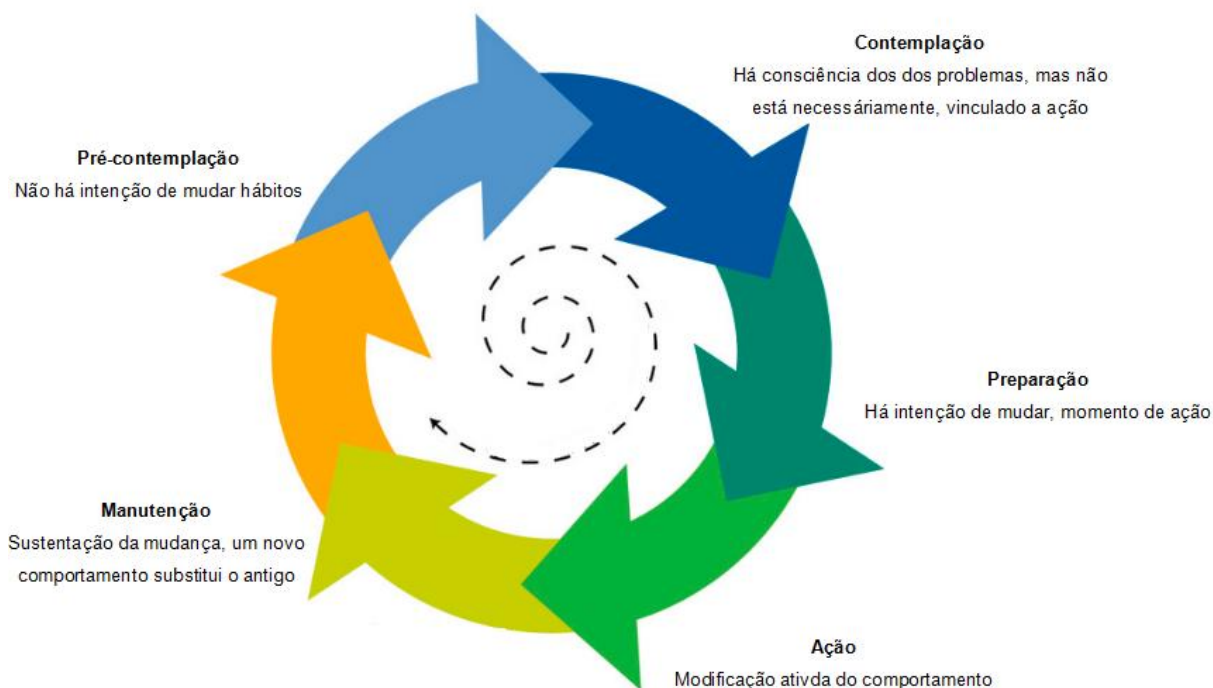 Contemplação
Há consciência dos dos problemas, mas não
está necessáriamente, vinculado a ação
Pré-contemplação
Não há intenção de mudar hábitos
Preparação
Há intenção de mudar, momento de ação
Manutenção
Sustentação da mudança, um novo
comportamento substitui o antigo
Ação
Modificação ativda do comportamento